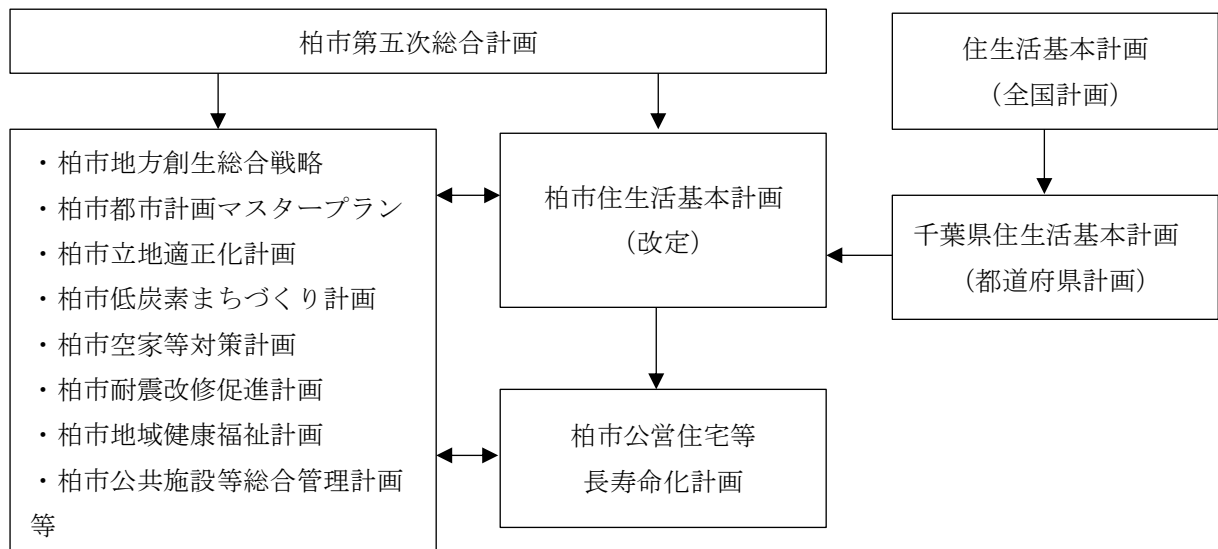 柏市第五次総合計画
住生活基本計画
（全国計画）
・柏市地方創生総合戦略
・柏市都市計画マスタープラン
・柏市立地適正化計画
・柏市低炭素まちづくり計画
・柏市空家等対策計画
・柏市耐震改修促進計画
・柏市地域健康福祉計画
・柏市公共施設等総合管理計画
等
柏市住生活基本計画
（改定）
千葉県住生活基本計画
（都道府県計画）
柏市公営住宅等
長寿命化計画